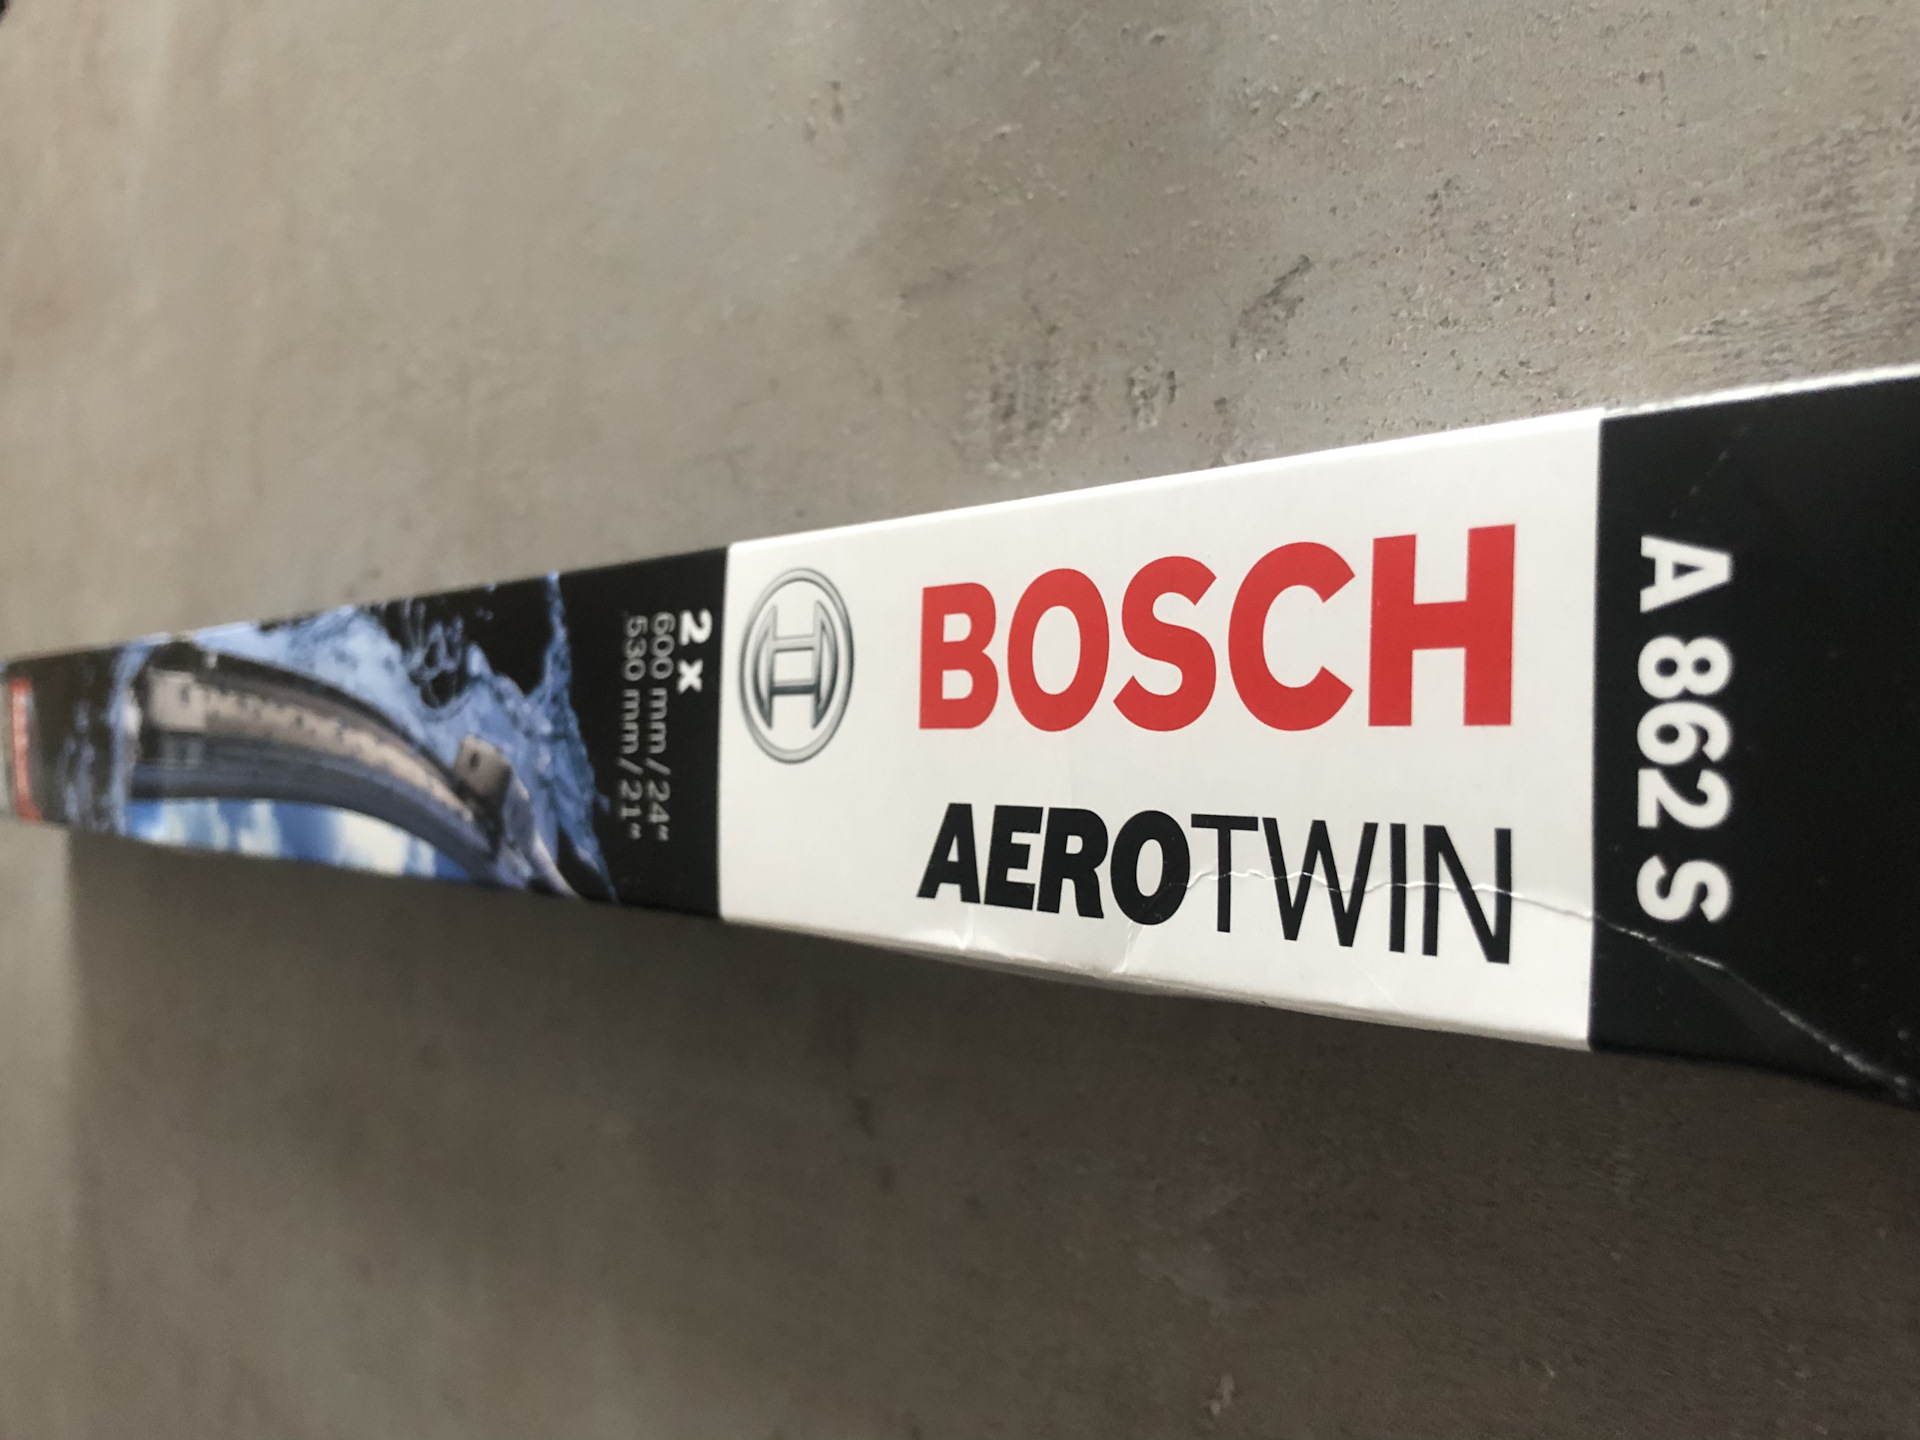 A 862 S
BOSCH
AEROTWIN
2 x
600 mm / 24"
530 mm / 21"